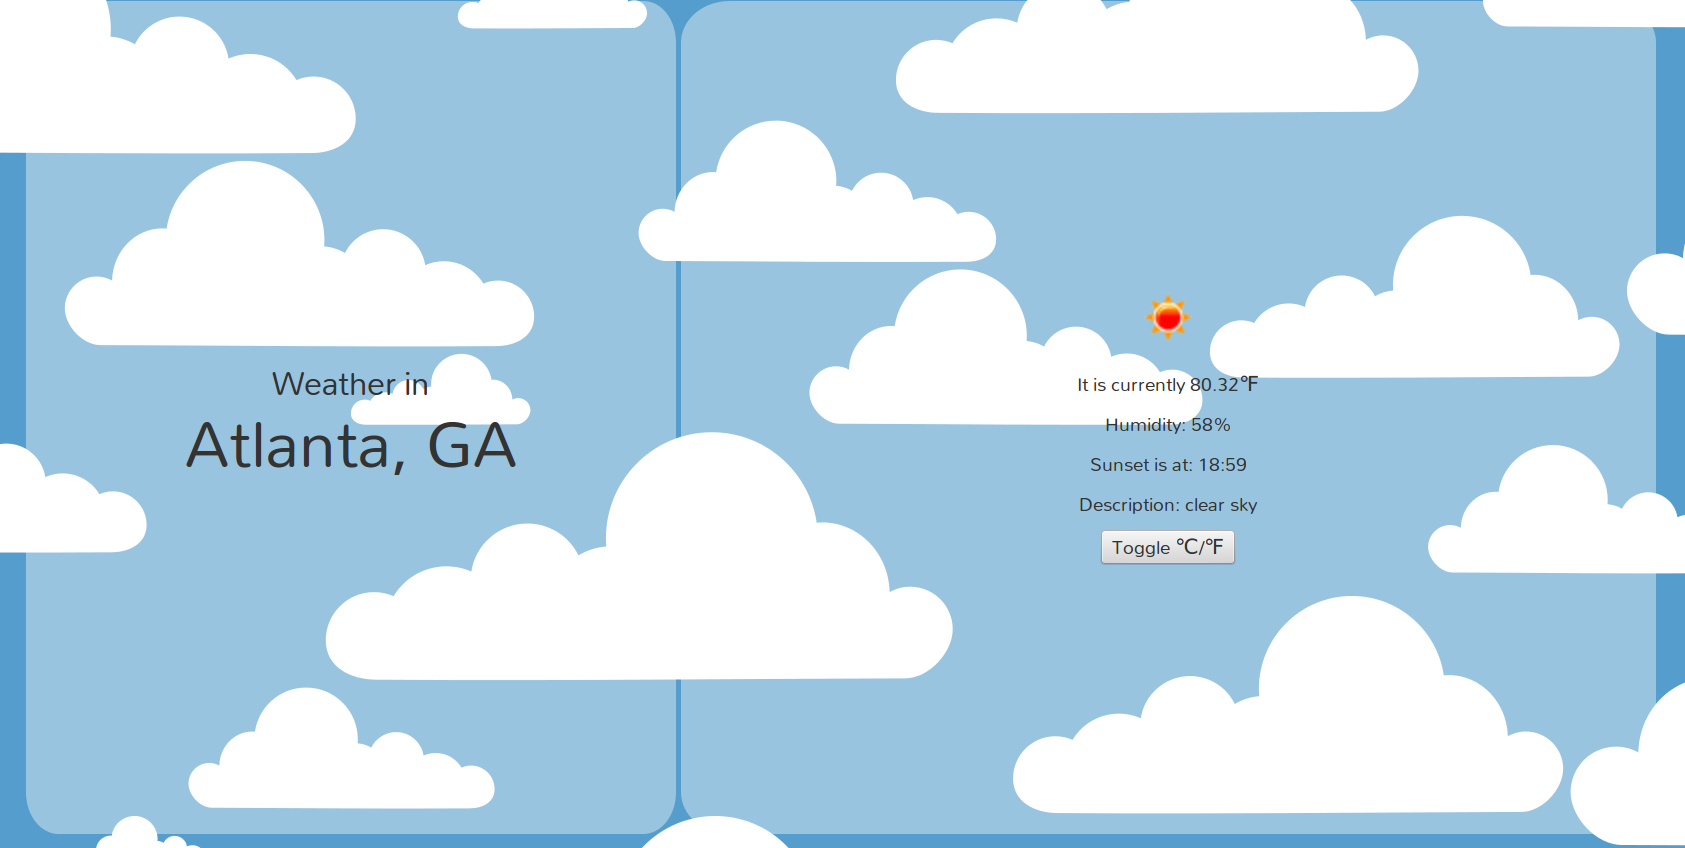 Weather in
Atlanta, GA
It is currently 80.32℉
Humidity: 58%
Sunset is at: 18:59
Description: clear sky
Toggle ℃/℉